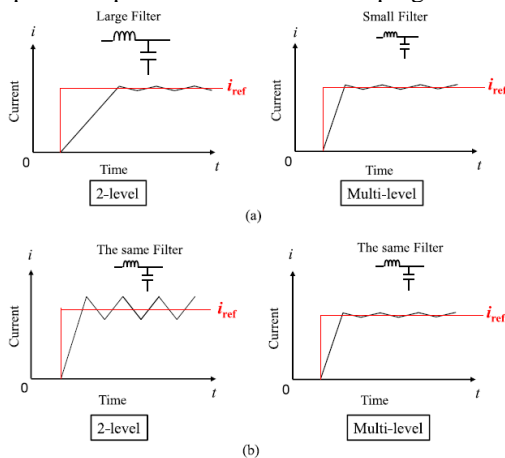 Large Filter
Small Filter
i
i
Current
Current
i_ref
i_ref
0
0
Time
t
Time
t
2-level
Multi-level
(a)
The same Filter
The same Filter
i
i
Current
Current
i_ref
i_ref
0
0
Time
t
Time
t
2-level
Multi-level
(b)